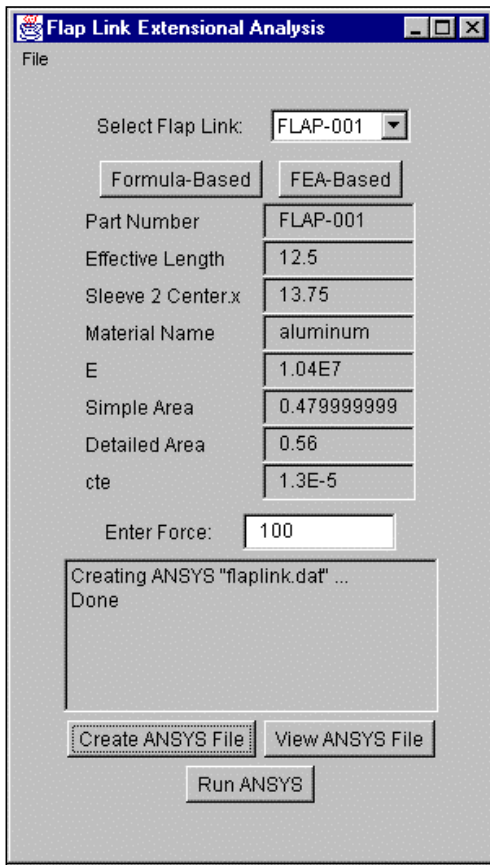 Flap Link Extensional Analysis
File
Select Flap Link: FLAP-001
Formula-Based FEA-Based
Part Number FLAP-001
Effective Length 12.5
Sleeve 2 Center.x 13.75
Material Name aluminum
E 1.04E7
Simple Area 0.479999999
Detailed Area 0.56
cte 1.3E-5
Enter Force: 100
Creating ANSYS "flaplink.dat" ...
Done
Create ANSYS File View ANSYS File
Run ANSYS